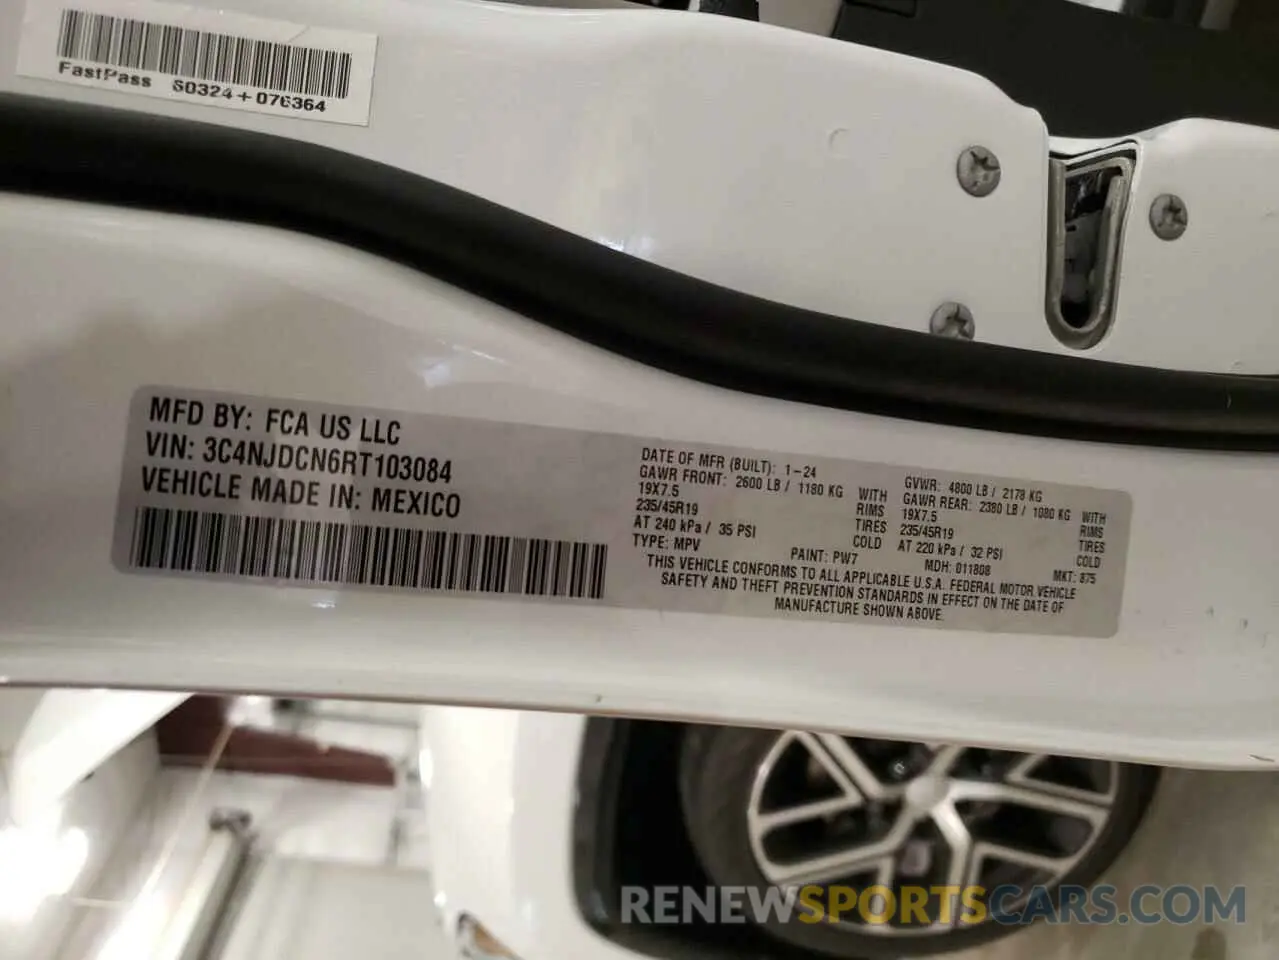 FastPass 60324+076364
MFD BY: FCA US LLC
VIN: 3C4NJDCN6RT103084
VEHICLE MADE IN: MEXICO
DATE OF MFR (BUILT): 1-24
GAWR FRONT: 2600 LB / 1180 KG WITH
19X7.5 RIMS
235/45R19 TIRES
AT 240 kPa / 35 PSI COLD
GVWR: 4800 LB / 2178 KG
GAWR REAR: 2380 LB / 1080 KG WITH
19X7.5 RIMS
235/45R19 TIRES
AT 220 kPa / 32 PSI COLD
TYPE: MPV PAINT: PW7 MDH: 011808 MKT: 875
THIS VEHICLE CONFORMS TO ALL APPLICABLE U.S.A. FEDERAL MOTOR VEHICLE
SAFETY AND THEFT PREVENTION STANDARDS IN EFFECT ON THE DATE OF
MANUFACTURE SHOWN ABOVE.
RENEWSPORTSCARS.COM